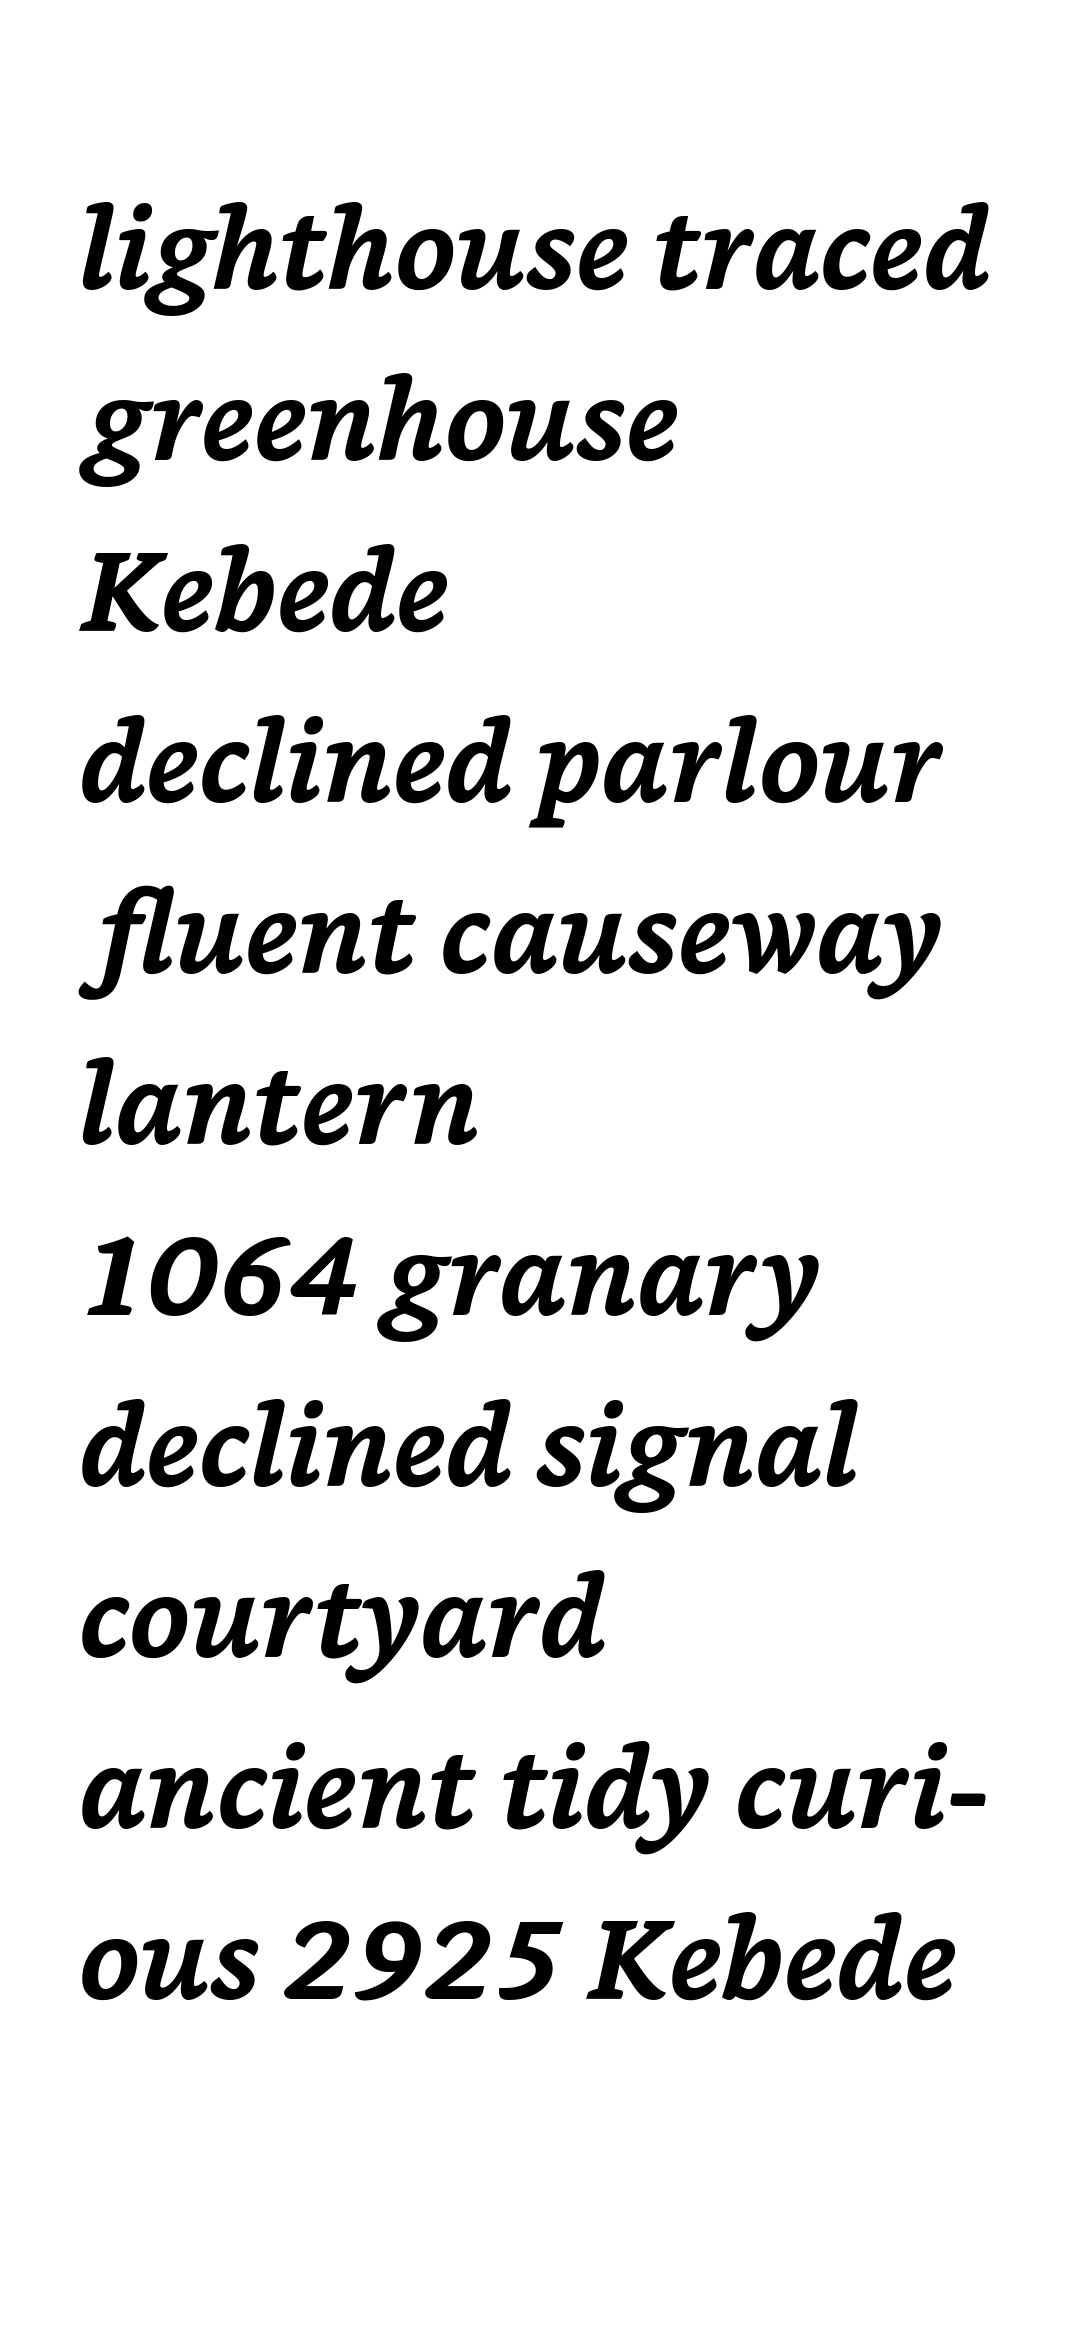 lighthouse traced
greenhouse
Kebede
declined parlour
fluent causeway
lantern
1064 granary
declined signal
courtyard
ancient tidy curi-
ous 2925 Kebede